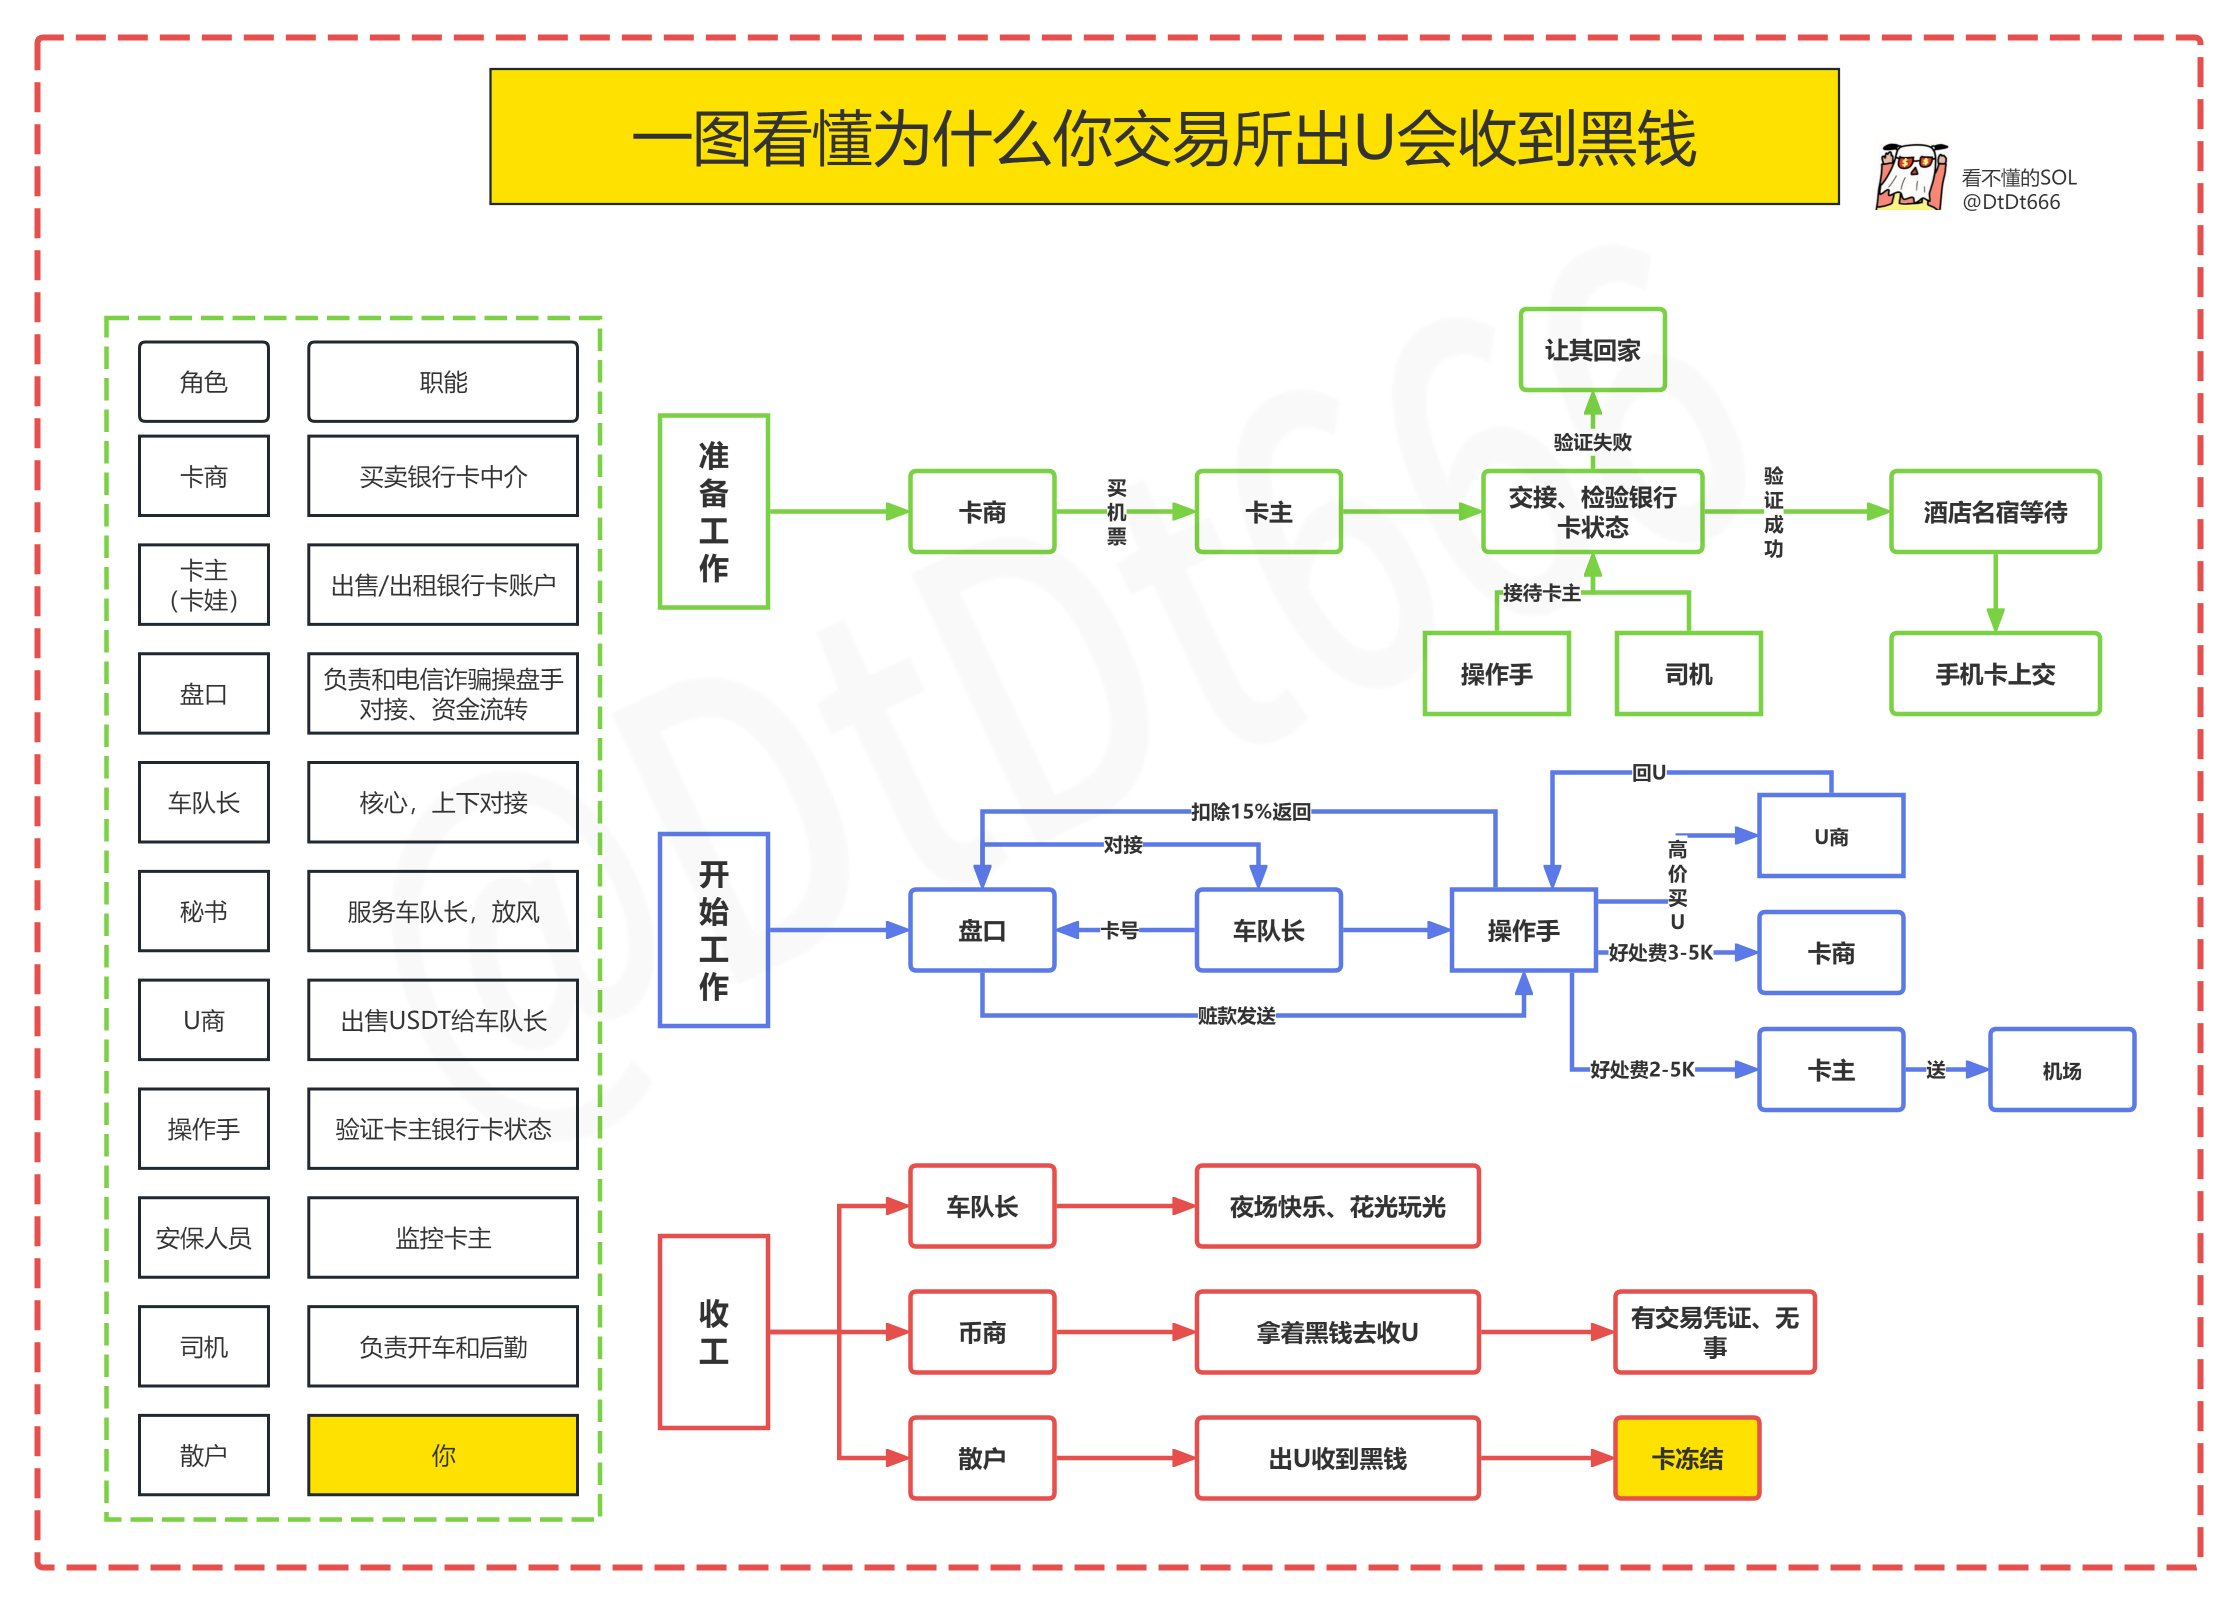 一图看懂为什么你交易所出U会收到黑钱
看不懂的SOL
@DtDt666
角色
职能
卡商
买卖银行卡中介
卡主
(卡娃)
出售/出租银行卡账户
盘口
负责和电信诈骗操盘手
对接、资金流转
车队长
核心，上下对接
秘书
服务车队长，放风
U商
出售USDT给车队长
操作手
验证卡主银行卡状态
安保人员
监控卡主
司机
负责开车和后勤
散户
你
准备工作
卡商
买机票
卡主
交接、检验银行
卡状态
验证失败
让其回家
接待卡主
操作手
司机
验证成功
酒店名宿等待
手机卡上交
开始工作
盘口
对接
扣除15%返回
卡号
车队长
赃款发送
操作手
回U
高价买U
U商
好处费3-5K
卡商
好处费2-5K
卡主
送
机场
收工
车队长
夜场快乐、花光玩光
币商
拿着黑钱去收U
有交易凭证、无
事
散户
出U收到黑钱
卡冻结
@DtDt666